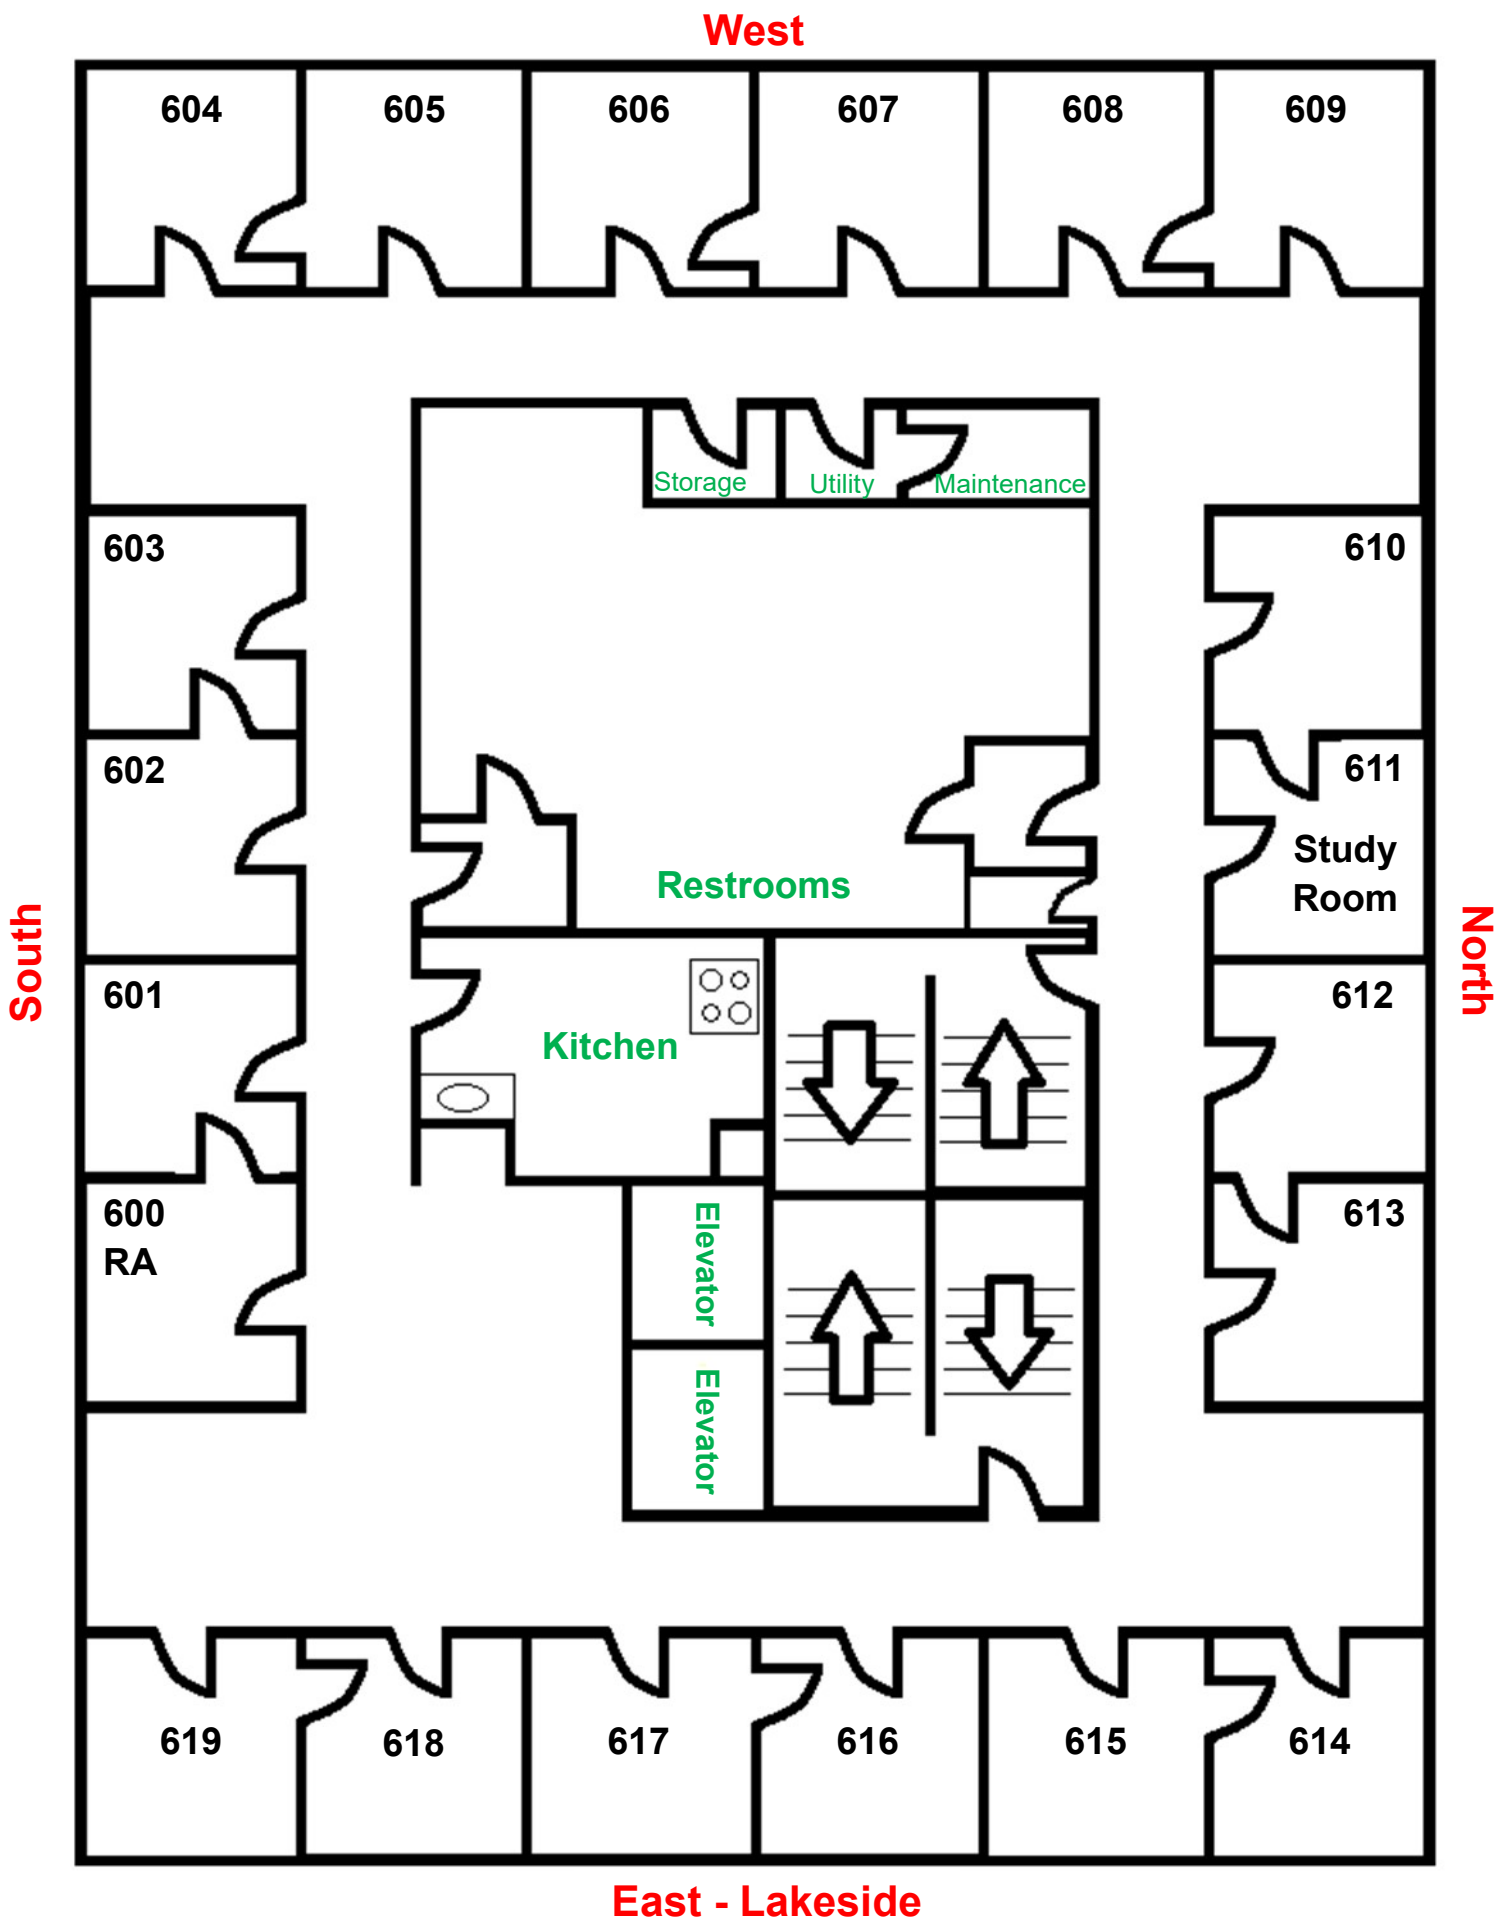 West
604
605
606
607
608
609
Storage
Utility
Maintenance
603
610
602
611
Study
Room
Restrooms
South
North
601
612
Kitchen
600
RA
613
Elevator
Elevator
619
618
617
616
615
614
East - Lakeside